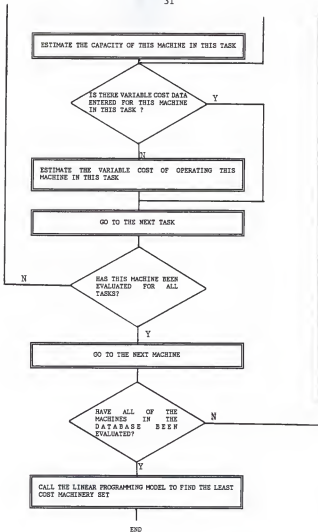 31
ESTIMATE THE CAPACITY OF THIS MACHINE IN THIS TASK
IS THERE VARIABLE COST DATA
ENTERED FOR THIS MACHINE
IN THIS TASK ?
Y
N
ESTIMATE THE VARIABLE COST OF OPERATING THIS
MACHINE IN THIS TASK
GO TO THE NEXT TASK
N
HAS THIS MACHINE BEEN
EVALUATED FOR ALL
TASKS?
Y
GO TO THE NEXT MACHINE
HAVE ALL OF THE
MACHINES IN THE
DATABASE BEEN
EVALUATED?
N
Y
CALL THE LINEAR PROGRAMMING MODEL TO FIND THE LEAST
COST MACHINERY SET
END